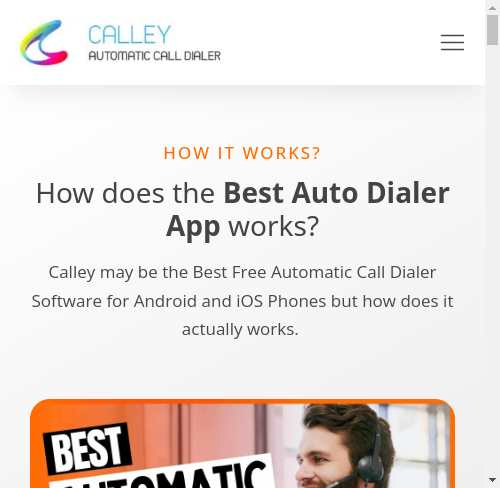 CALLEY
AUTOMATIC CALL DIALER
HOW IT WORKS?
How does the Best Auto Dialer
App works?
Calley may be the Best Free Automatic Call Dialer
Software for Android and iOS Phones but how does it
actually works.
BEST
AUTOMATIC